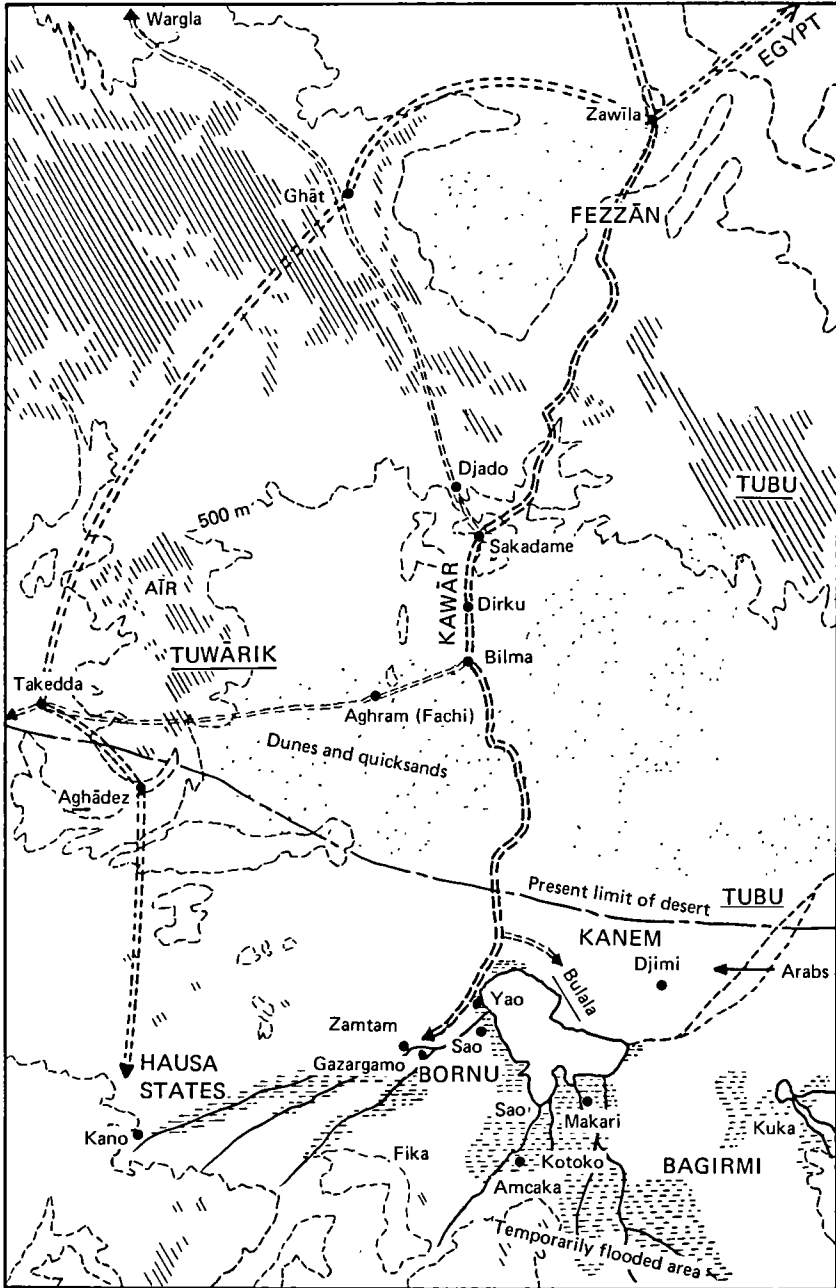 Wargla
EGYPT
Zawīla
Ghāt
FEZZĀN
Djado
TUBU
500 m
Sakadame
AĪR
KAWĀR
Dirku
TUWĀRIK
Bilma
Takedda
Aghram (Fachi)
Dunes and quicksands
Aghādez
Present limit of desert
TUBU
KANEM
Djimi
Arabs
Bulala
Yao
Zamtam
Sao
Gazargamo
BORNU
HAUSA
STATES
Sao
Makari
Kuka
Kano
Fika
Kotoko
BAGIRMI
Amcaka
Temporarily flooded area